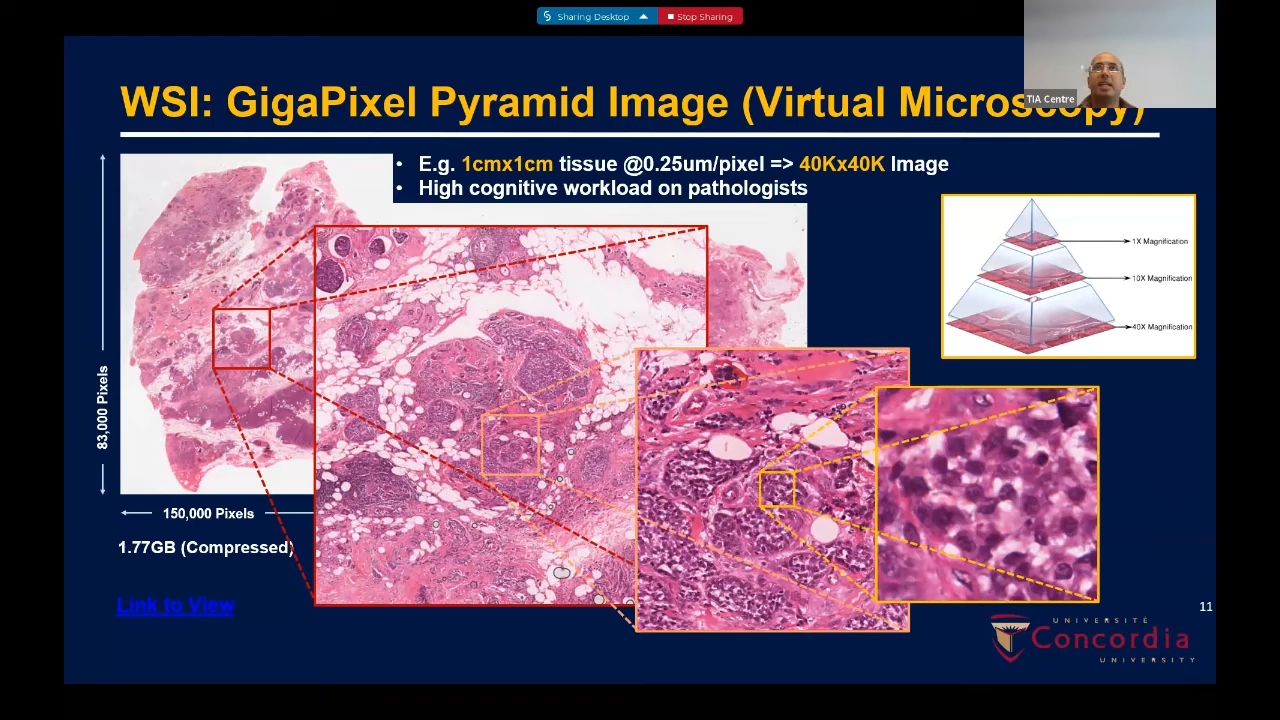 Sharing Desktop
Stop Sharing
TIA Centre
WSI: GigaPixel Pyramid Image (Virtual Microscopy)
• E.g. 1cmx1cm tissue @0.25um/pixel => 40Kx40K Image
• High cognitive workload on pathologists
1X Magnification
10X Magnification
40X Magnification
83,000 Pixels
150,000 Pixels
1.77GB (Compressed)
Link to View
11
UNIVERSITÉ
Concordia
UNIVERSITY